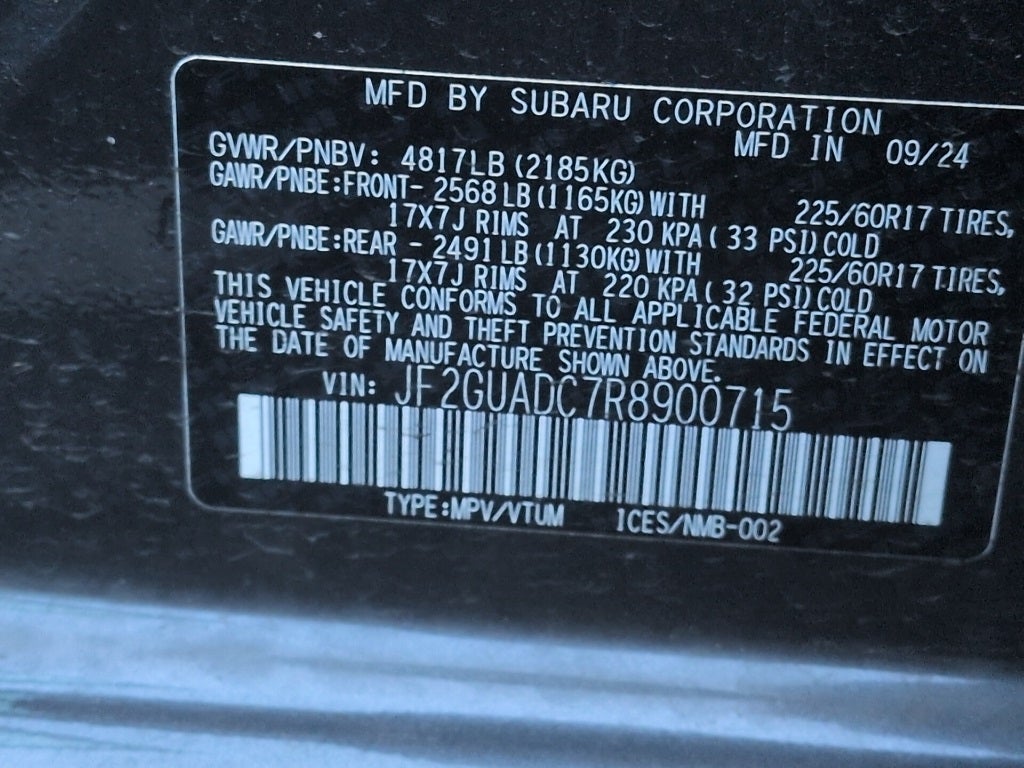 MFD BY SUBARU CORPORATION
MFD IN 09/24
GVWR/PNBV: 4817LB (2185KG)
GAWR/PNBE:FRONT- 2568 LB (1165KG) WITH 225/60R17 TIRES,
17X7J RIMS AT 230 KPA ( 33 PSI) COLD
GAWR/PNBE:REAR - 2491 LB (1130KG) WITH 225/60R17 TIRES,
17X7J RIMS AT 220 KPA ( 32 PSI) COLD
THIS VEHICLE CONFORMS TO ALL APPLICABLE FEDERAL MOTOR
VEHICLE SAFETY AND THEFT PREVENTION STANDARDS IN EFFECT ON
THE DATE OF MANUFACTURE SHOWN ABOVE.
VIN: JF2GUADC7R8900715
TYPE:MPV/VTUM ICES/NMB-002